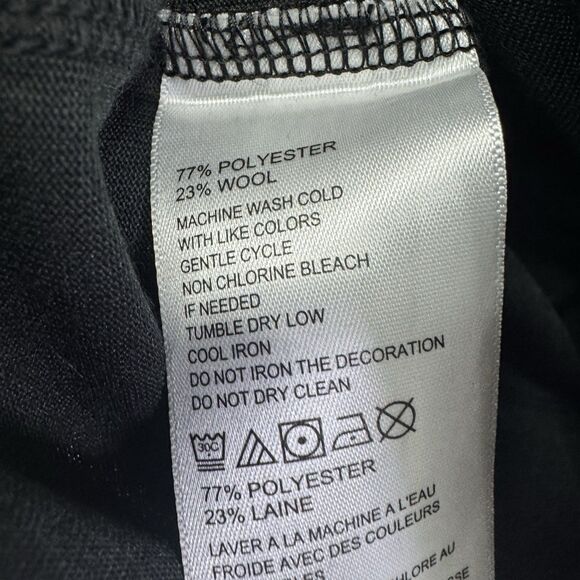 77% POLYESTER
23% WOOL
MACHINE WASH COLD
WITH LIKE COLORS
GENTLE CYCLE
NON CHLORINE BLEACH
IF NEEDED
TUMBLE DRY LOW
COOL IRON
DO NOT IRON THE DECORATION
DO NOT DRY CLEAN
30C
77% POLYESTER
23% LAINE
LAVER A LA MACHINE A L'EAU
FROIDE AVEC DES COULEURS